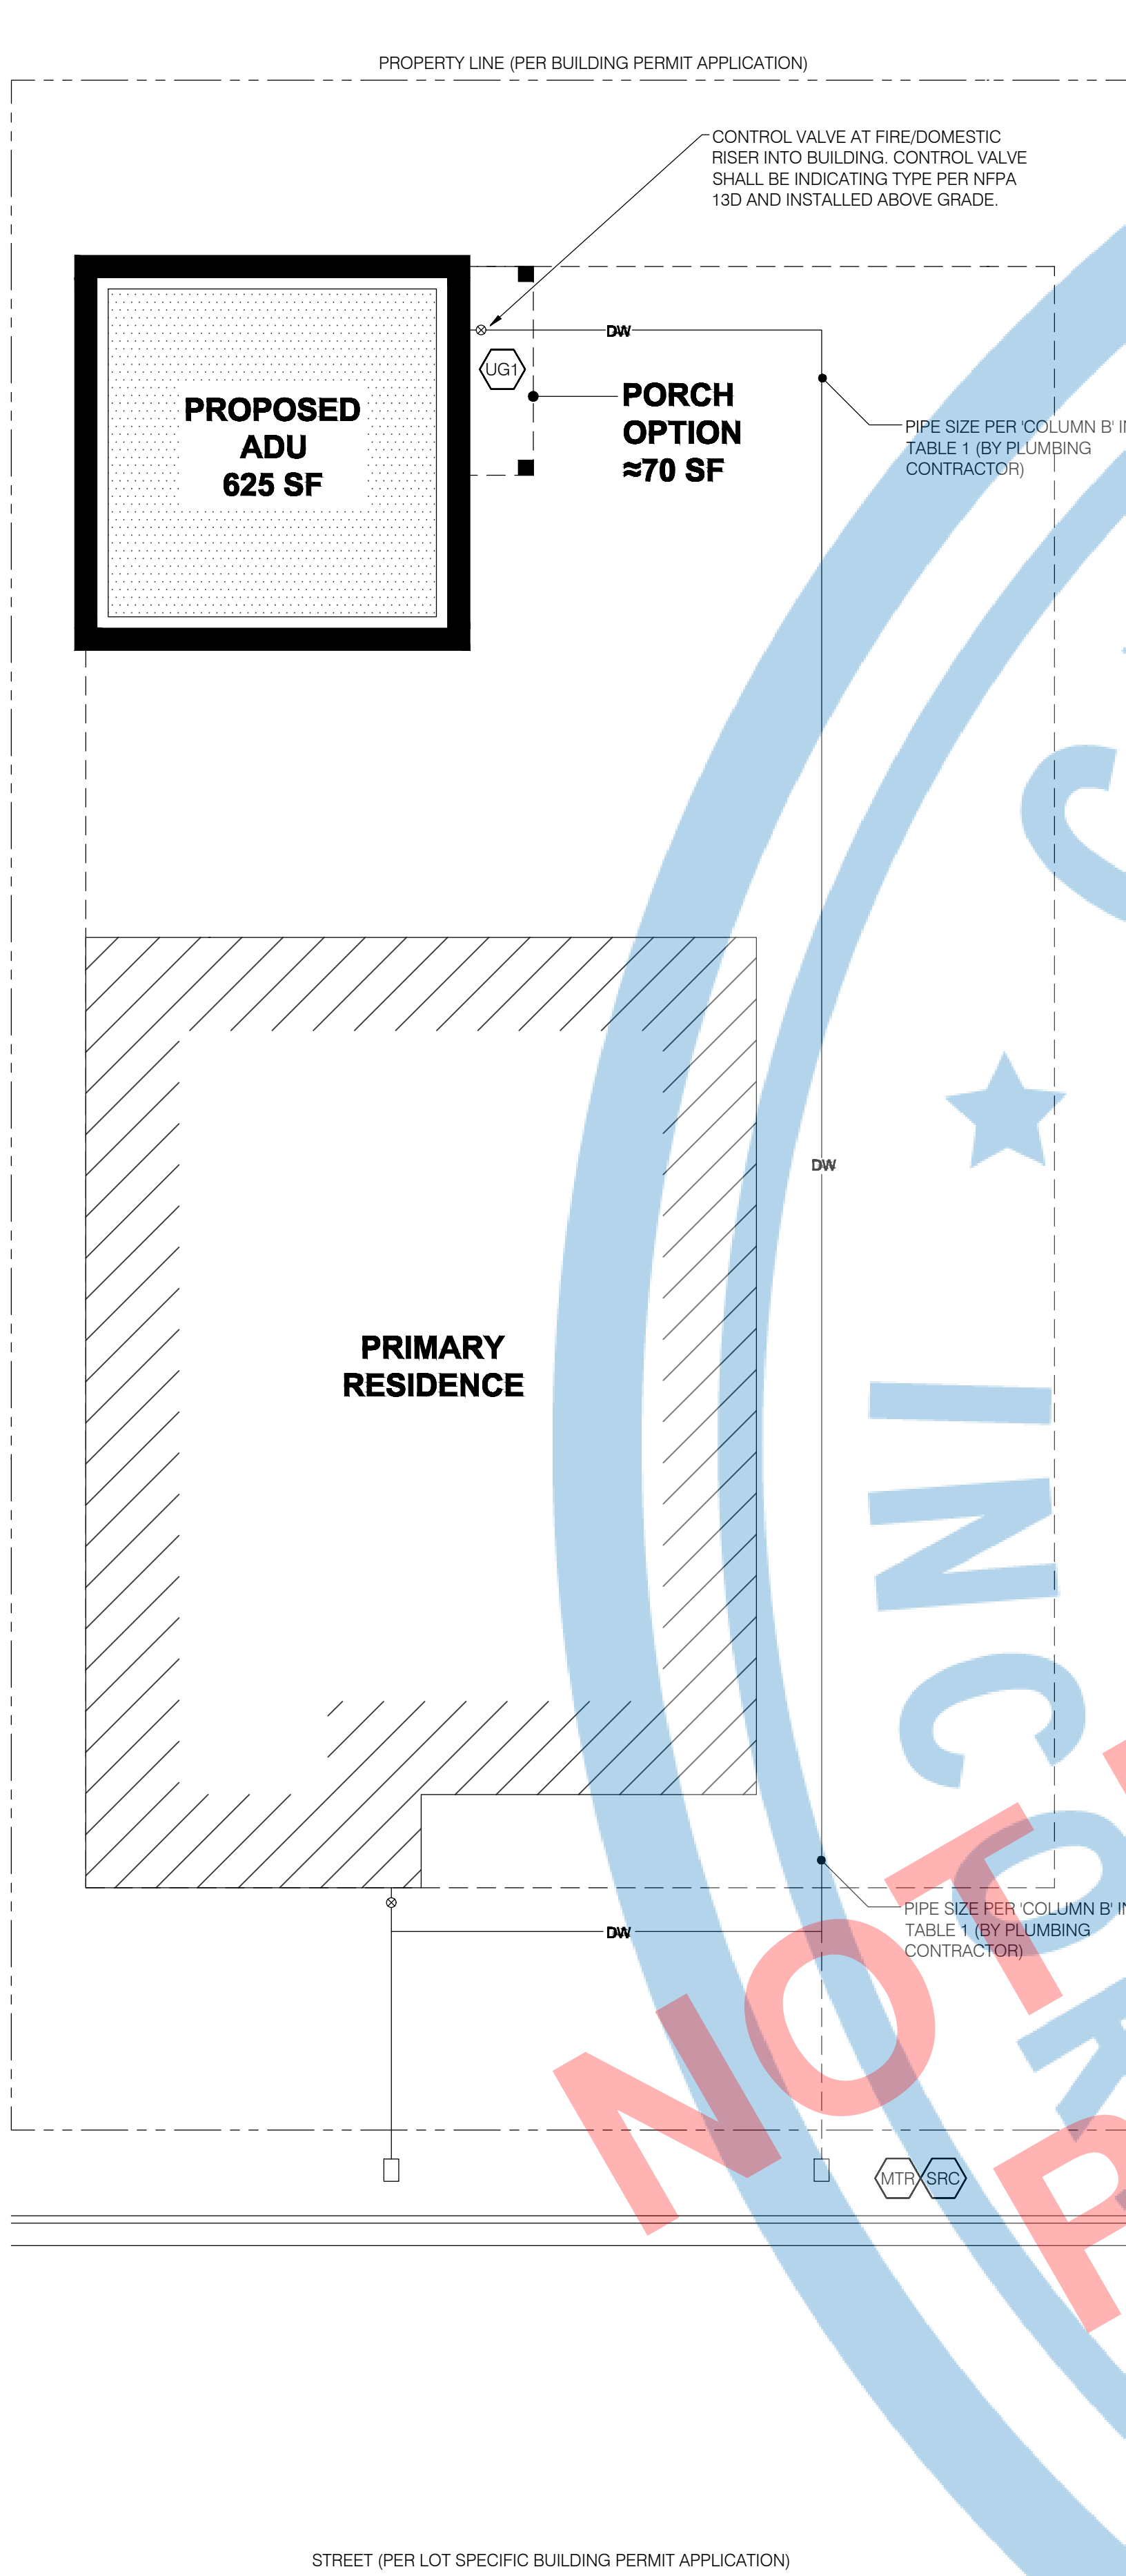 PROPERTY LINE (PER BUILDING PERMIT APPLICATION)
CONTROL VALVE AT FIRE/DOMESTIC
RISER INTO BUILDING. CONTROL VALVE
SHALL BE INDICATING TYPE PER NFPA
13D AND INSTALLED ABOVE GRADE.
DW
UG1
PROPOSED
ADU
625 SF
PORCH
OPTION
≈70 SF
PIPE SIZE PER 'COLUMN B' IN
TABLE 1 (BY PLUMBING
CONTRACTOR)
DW
PRIMARY
RESIDENCE
PIPE SIZE PER 'COLUMN B' IN
TABLE 1 (BY PLUMBING
CONTRACTOR)
DW
NOT
MTR SRC
STREET (PER LOT SPECIFIC BUILDING PERMIT APPLICATION)